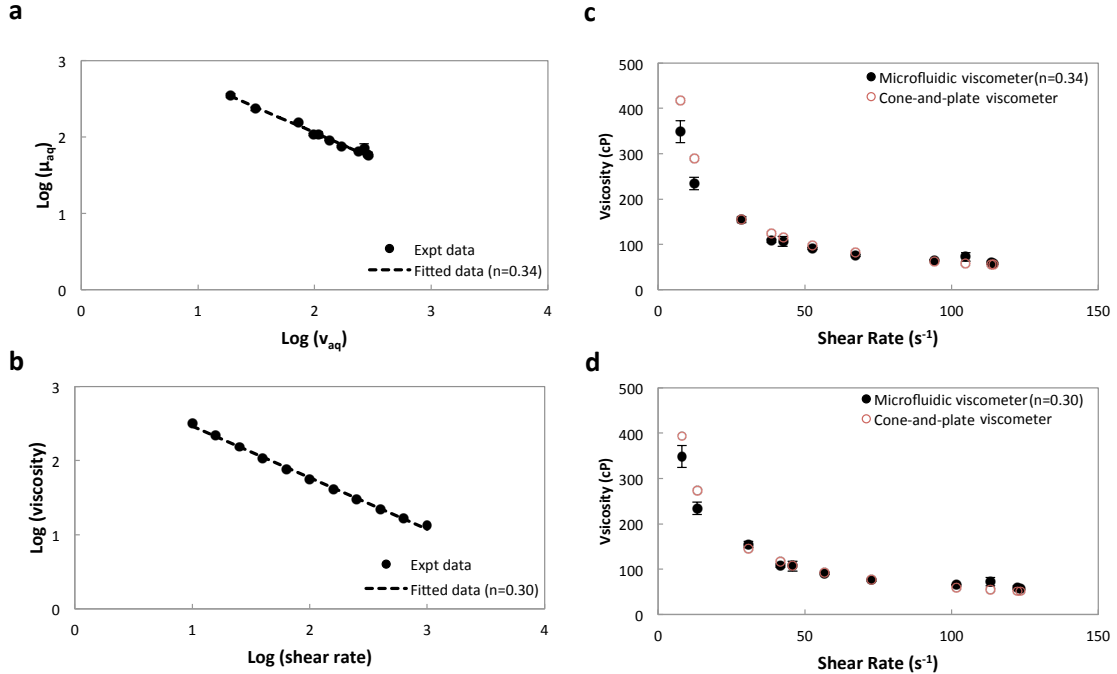 a
3
2
1
0
0
1
2
3
4
Log (μaq)
Log (vaq)
Expt data
Fitted data (n=0.34)
b
3
2
1
0
0
1
2
3
4
Log (viscosity)
Log (shear rate)
Expt data
Fitted data (n=0.30)
c
500
400
300
200
100
0
0
50
100
150
Vsicosity (cP)
Shear Rate (s-1)
Microfluidic viscometer(n=0.34)
Cone-and-plate viscometer
d
500
400
300
200
100
0
0
50
100
150
Vsicosity (cP)
Shear Rate (s-1)
Microfluidic viscometer(n=0.30)
Cone-and-plate viscometer